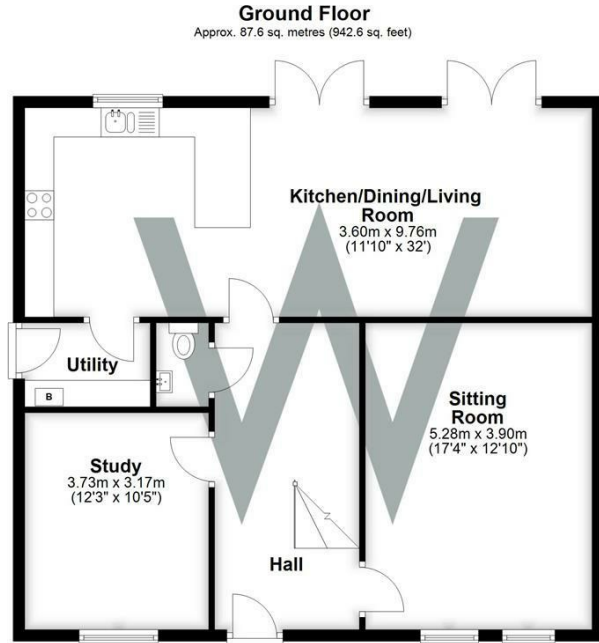 Ground Floor
Approx. 87.6 sq. metres (942.6 sq. feet)
Kitchen/Dining/Living
Room
3.60m x 9.76m
(11'10" x 32')
Utility
B
Sitting
Room
5.28m x 3.90m
(17'4" x 12'10")
Study
3.73m x 3.17m
(12'3" x 10'5")
Hall
W